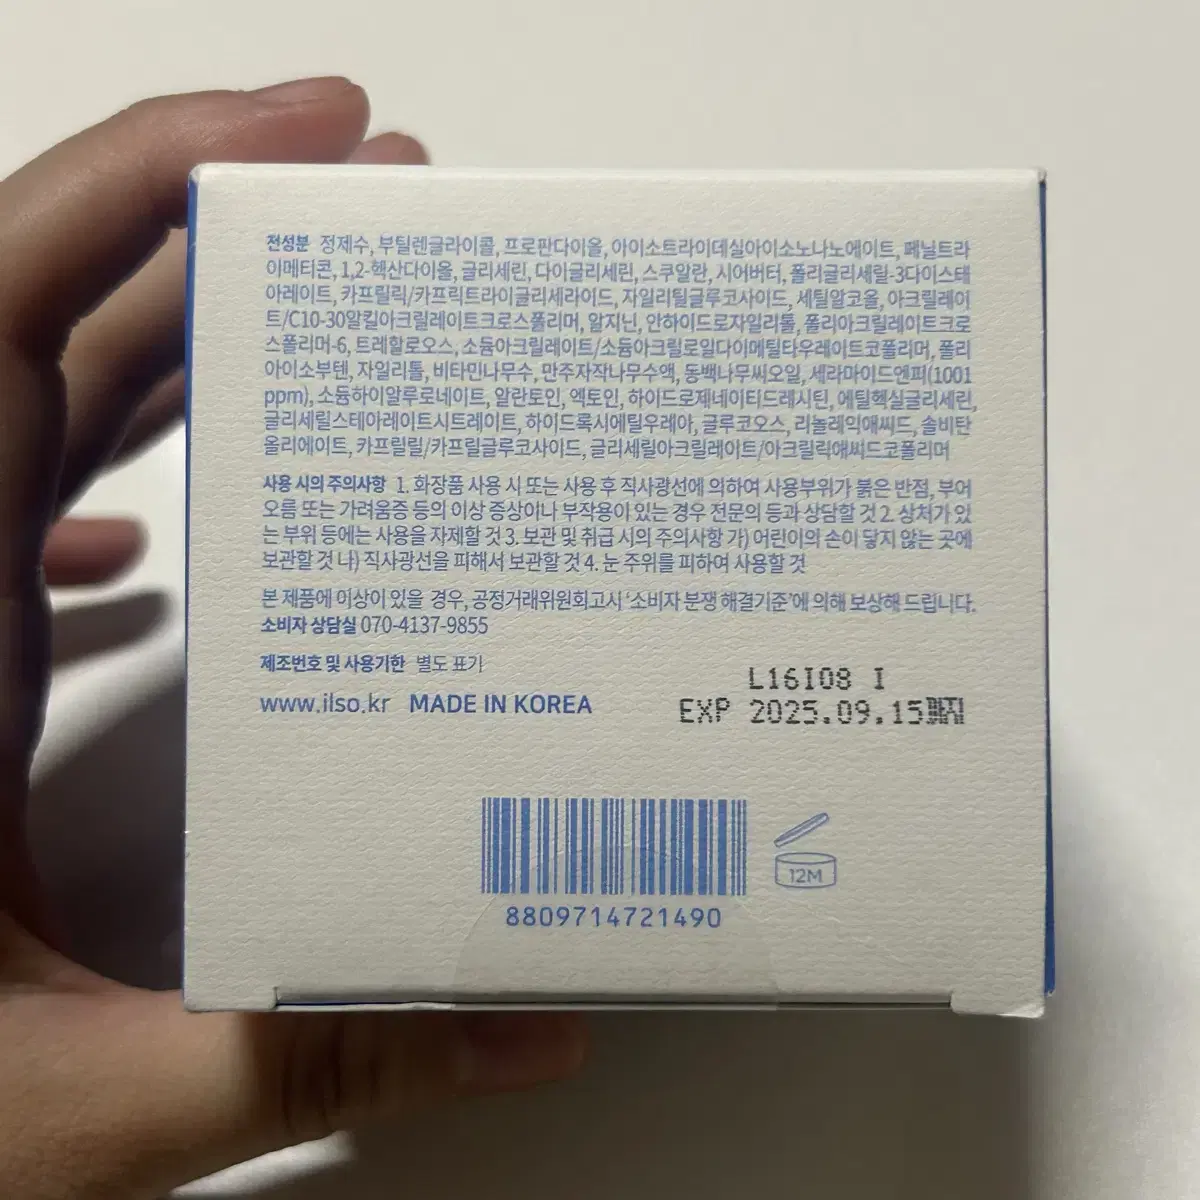 전성분 정제수, 부틸렌글라이콜, 프로판다이올, 아이소트라이데실아이소노나노에이트, 페닐트라
이메티콘, 1,2-헥산다이올, 글리세린, 다이글리세린, 스쿠알란, 시어버터, 폴리글리세릴-3다이스테
아레이트, 카프릴릭/카프릭트라이글리세라이드, 자일리틸글루코사이드, 세틸알코올, 아크릴레이
트/C10-30알킬아크릴레이트크로스폴리머, 알지닌, 안하이드로자일리톨, 폴리아크릴레이트크로
스폴리머-6, 트레할로오스, 소듐아크릴레이트/소듐아크릴로일다이메틸타우레이트코폴리머, 폴리
아이소부텐, 자일리톨, 비타민나무수, 만주자작나무수액, 동백나무씨오일, 세라마이드엔피(1001
ppm), 소듐하이알루로네이트, 알란토인, 엑토인, 하이드로제네이티드레시틴, 에틸헥실글리세린,
글리세릴스테아레이트시트레이트, 하이드록시에틸우레아, 글루코오스, 리놀레익애씨드, 솔비탄
올리에이트, 카프릴릴/카프릴글루코사이드, 글리세릴아크릴레이트/아크릴릭애씨드코폴리머
사용 시의 주의사항 1. 화장품 사용 시 또는 사용 후 직사광선에 의하여 사용부위가 붉은 반점, 부어
오름 또는 가려움증 등의 이상 증상이나 부작용이 있는 경우 전문의 등과 상담할 것 2. 상처가 있
는 부위 등에는 사용을 자제할 것 3. 보관 및 취급 시의 주의사항 가) 어린이의 손이 닿지 않는 곳에
보관할 것 나) 직사광선을 피해서 보관할 것 4. 눈 주위를 피하여 사용할 것
본 제품에 이상이 있을 경우, 공정거래위원회고시 '소비자 분쟁 해결기준'에 의해 보상해 드립니다.
소비자 상담실 070-4137-9855
제조번호 및 사용기한 별도 표기
www.ilso.kr MADE IN KOREA
L16I08 I
EXP 2025.09.15까지
12M
8809714721490